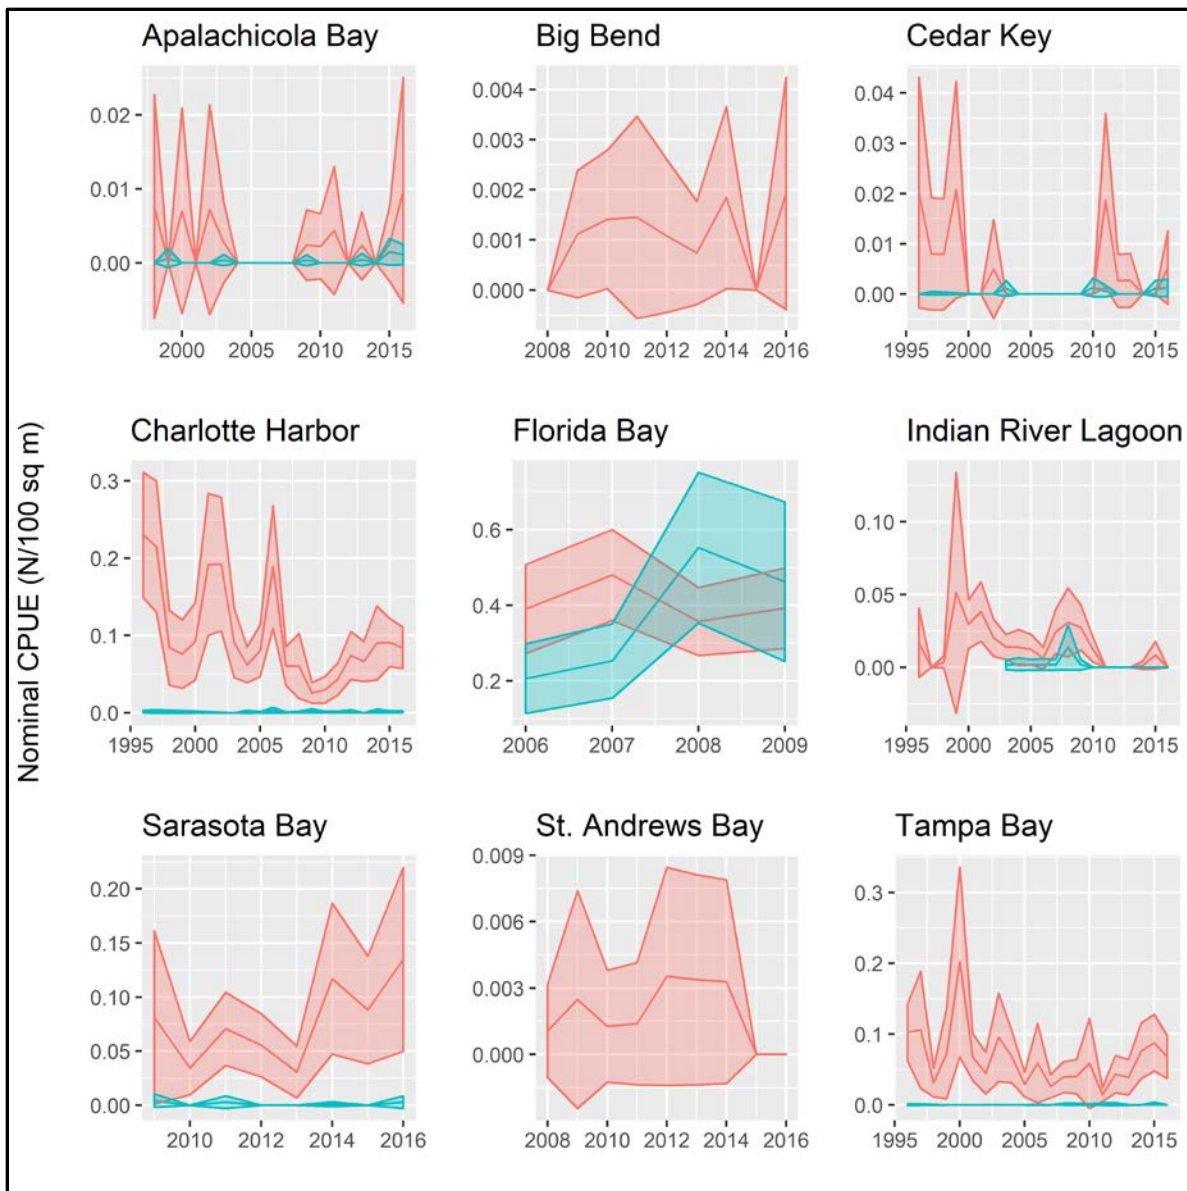 Apalachicola Bay
0.02
0.01
0.00
2000 2005 2010 2015
Big Bend
0.004
0.003
0.002
0.001
0.000
2008 2010 2012 2014 2016
Cedar Key
0.04
0.03
0.02
0.01
0.00
1995 2000 2005 2010 2015
Nominal CPUE (N/100 sq m)
Charlotte Harbor
0.3
0.2
0.1
0.0
1995 2000 2005 2010 2015
Florida Bay
0.6
0.4
0.2
2006 2007 2008 2009
Indian River Lagoon
0.10
0.05
0.00
1995 2000 2005 2010 2015
Sarasota Bay
0.20
0.15
0.10
0.05
0.00
2010 2012 2014 2016
St. Andrews Bay
0.009
0.006
0.003
0.000
2008 2010 2012 2014 2016
Tampa Bay
0.3
0.2
0.1
0.0
1995 2000 2005 2010 2015